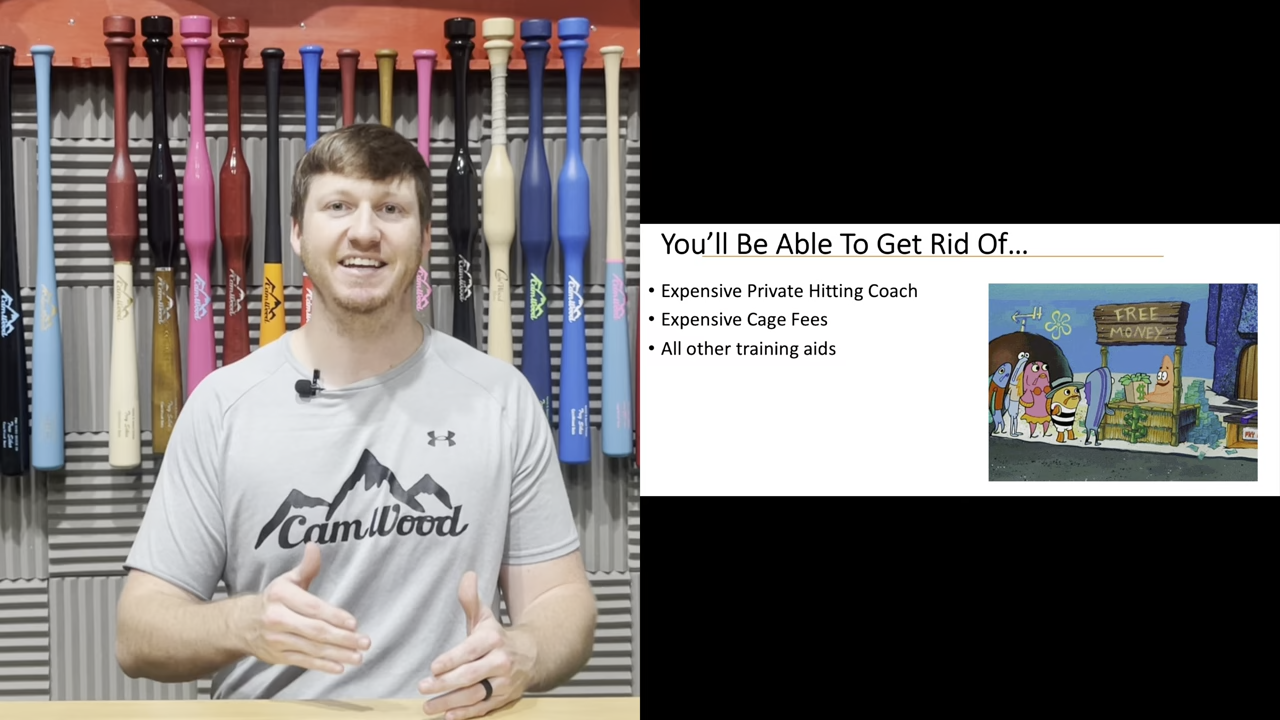 CamWood
You'll Be Able To Get Rid Of...
• Expensive Private Hitting Coach
• Expensive Cage Fees
• All other training aids
FREE
MONEY
$